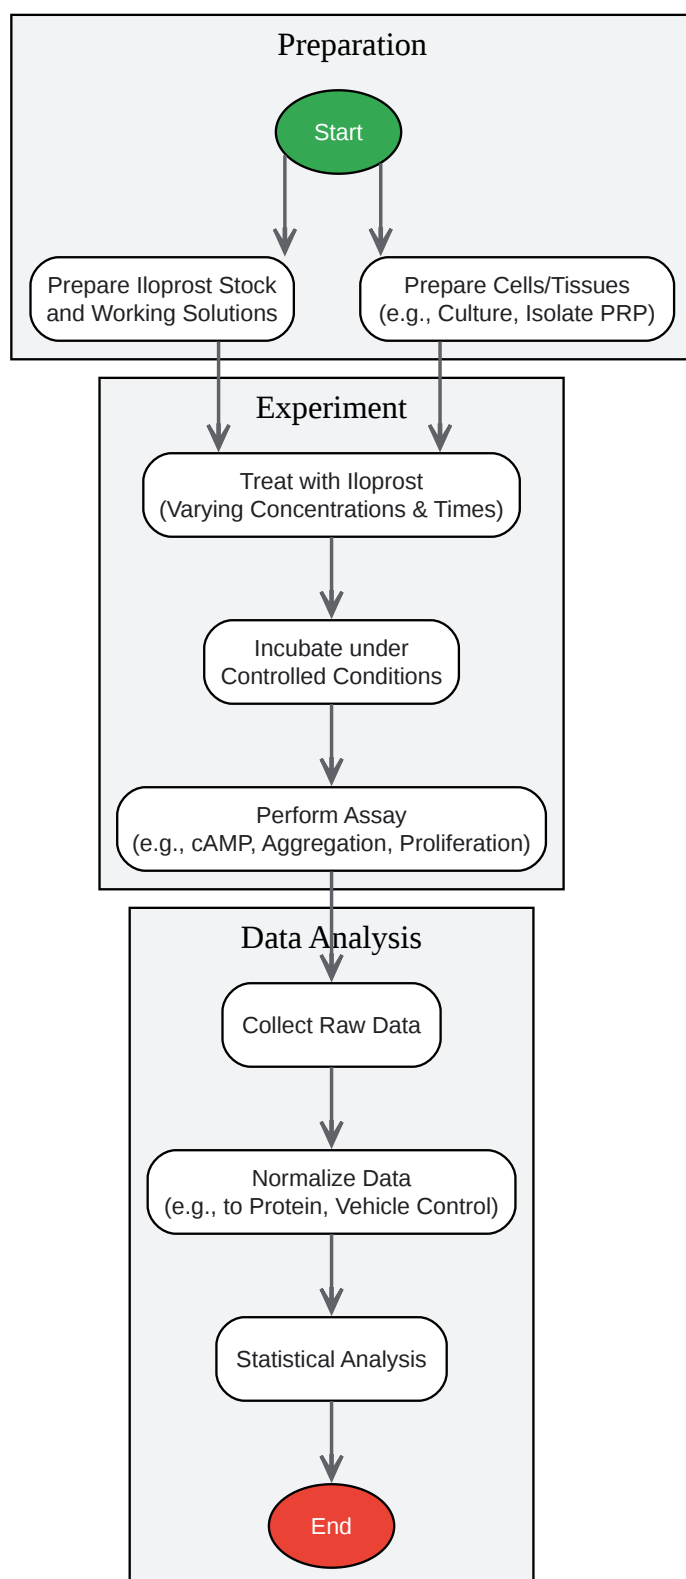 Preparation
Start
Prepare Iloprost Stock
and Working Solutions
Prepare Cells/Tissues
(e.g., Culture, Isolate PRP)
Experiment
Treat with Iloprost
(Varying Concentrations & Times)
Incubate under
Controlled Conditions
Perform Assay
(e.g., cAMP, Aggregation, Proliferation)
Data Analysis
Collect Raw Data
Normalize Data
(e.g., to Protein, Vehicle Control)
Statistical Analysis
End